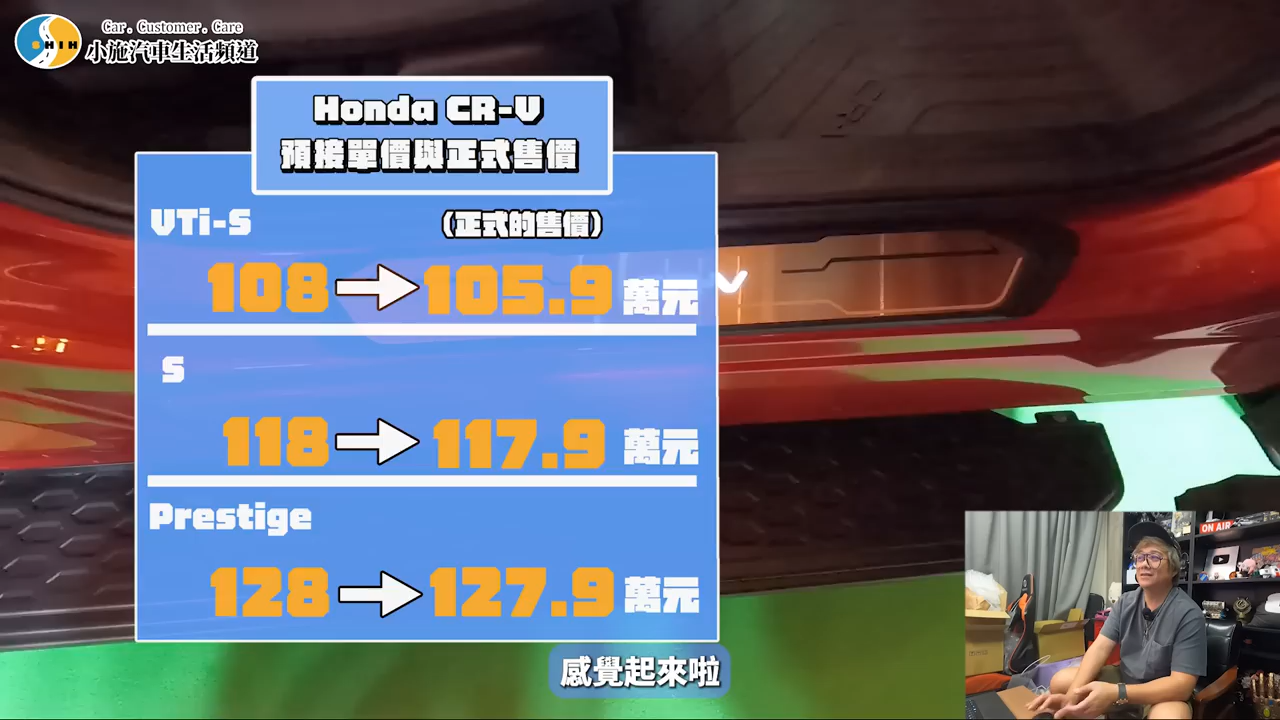 Car. Customer. Care
SHIH
小施汽車生活頻道
Honda CR-V
預接單價與正式售價
VTi-S
(正式的售價)
108→105.9 萬元
S
118→117.9 萬元
Prestige
128→127.9 萬元
ON AIR
感覺起來啦